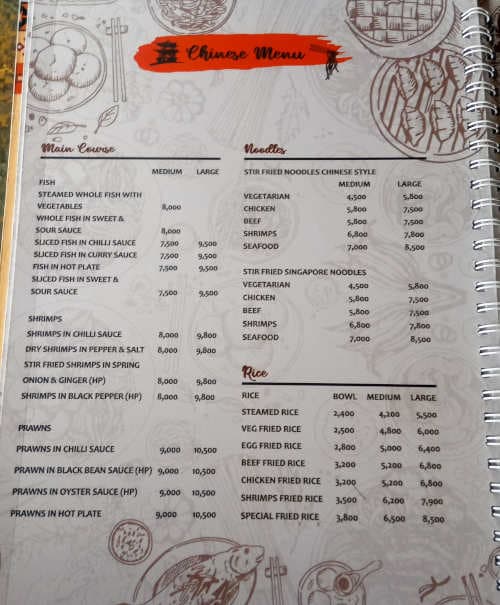 Chinese Menu
Main Course
MEDIUM LARGE
FISH
STEAMED WHOLE FISH WITH
VEGETABLES 8,000
WHOLE FISH IN SWEET &
SOUR SAUCE 8,000
SLICED FISH IN CHILLI SAUCE 7,500 9,500
SLICED FISH IN CURRY SAUCE 7,500 9,500
FISH IN HOT PLATE 7,500 9,500
SLICED FISH IN SWEET &
SOUR SAUCE 7,500 9,500
SHRIMPS
SHRIMPS IN CHILLI SAUCE 8,000 9,800
DRY SHRIMPS IN PEPPER & SALT 8,000 9,800
STIR FRIED SHRIMPS IN SPRING
ONION & GINGER (HP) 8,000 9,800
SHRIMPS IN BLACK PEPPER (HP) 8,000 9,800
PRAWNS
PRAWNS IN CHILLI SAUCE 9,000 10,500
PRAWN IN BLACK BEAN SAUCE (HP) 9,000 10,500
PRAWNS IN OYSTER SAUCE (HP) 9,000 10,500
PRAWNS IN HOT PLATE 9,000 10,500
Noodles
STIR FRIED NOODLES CHINESE STYLE
MEDIUM LARGE
VEGETARIAN 4,500 5,800
CHICKEN 5,800 7,500
BEEF 5,800 7,500
SHRIMPS 6,800 7,800
SEAFOOD 7,000 8,500
STIR FRIED SINGAPORE NOODLES
VEGETARIAN 4,500 5,800
CHICKEN 5,800 7,500
BEEF 5,800 7,500
SHRIMPS 6,800 7,800
SEAFOOD 7,000 8,500
Rice
RICE BOWL MEDIUM LARGE
STEAMED RICE 2,400 4,200 5,500
VEG FRIED RICE 2,500 4,800 6,000
EGG FRIED RICE 2,800 5,000 6,400
BEEF FRIED RICE 3,200 5,200 6,800
CHICKEN FRIED RICE 3,200 5,200 6,800
SHRIMPS FRIED RICE 3,500 6,200 7,900
SPECIAL FRIED RICE 3,800 6,500 8,500